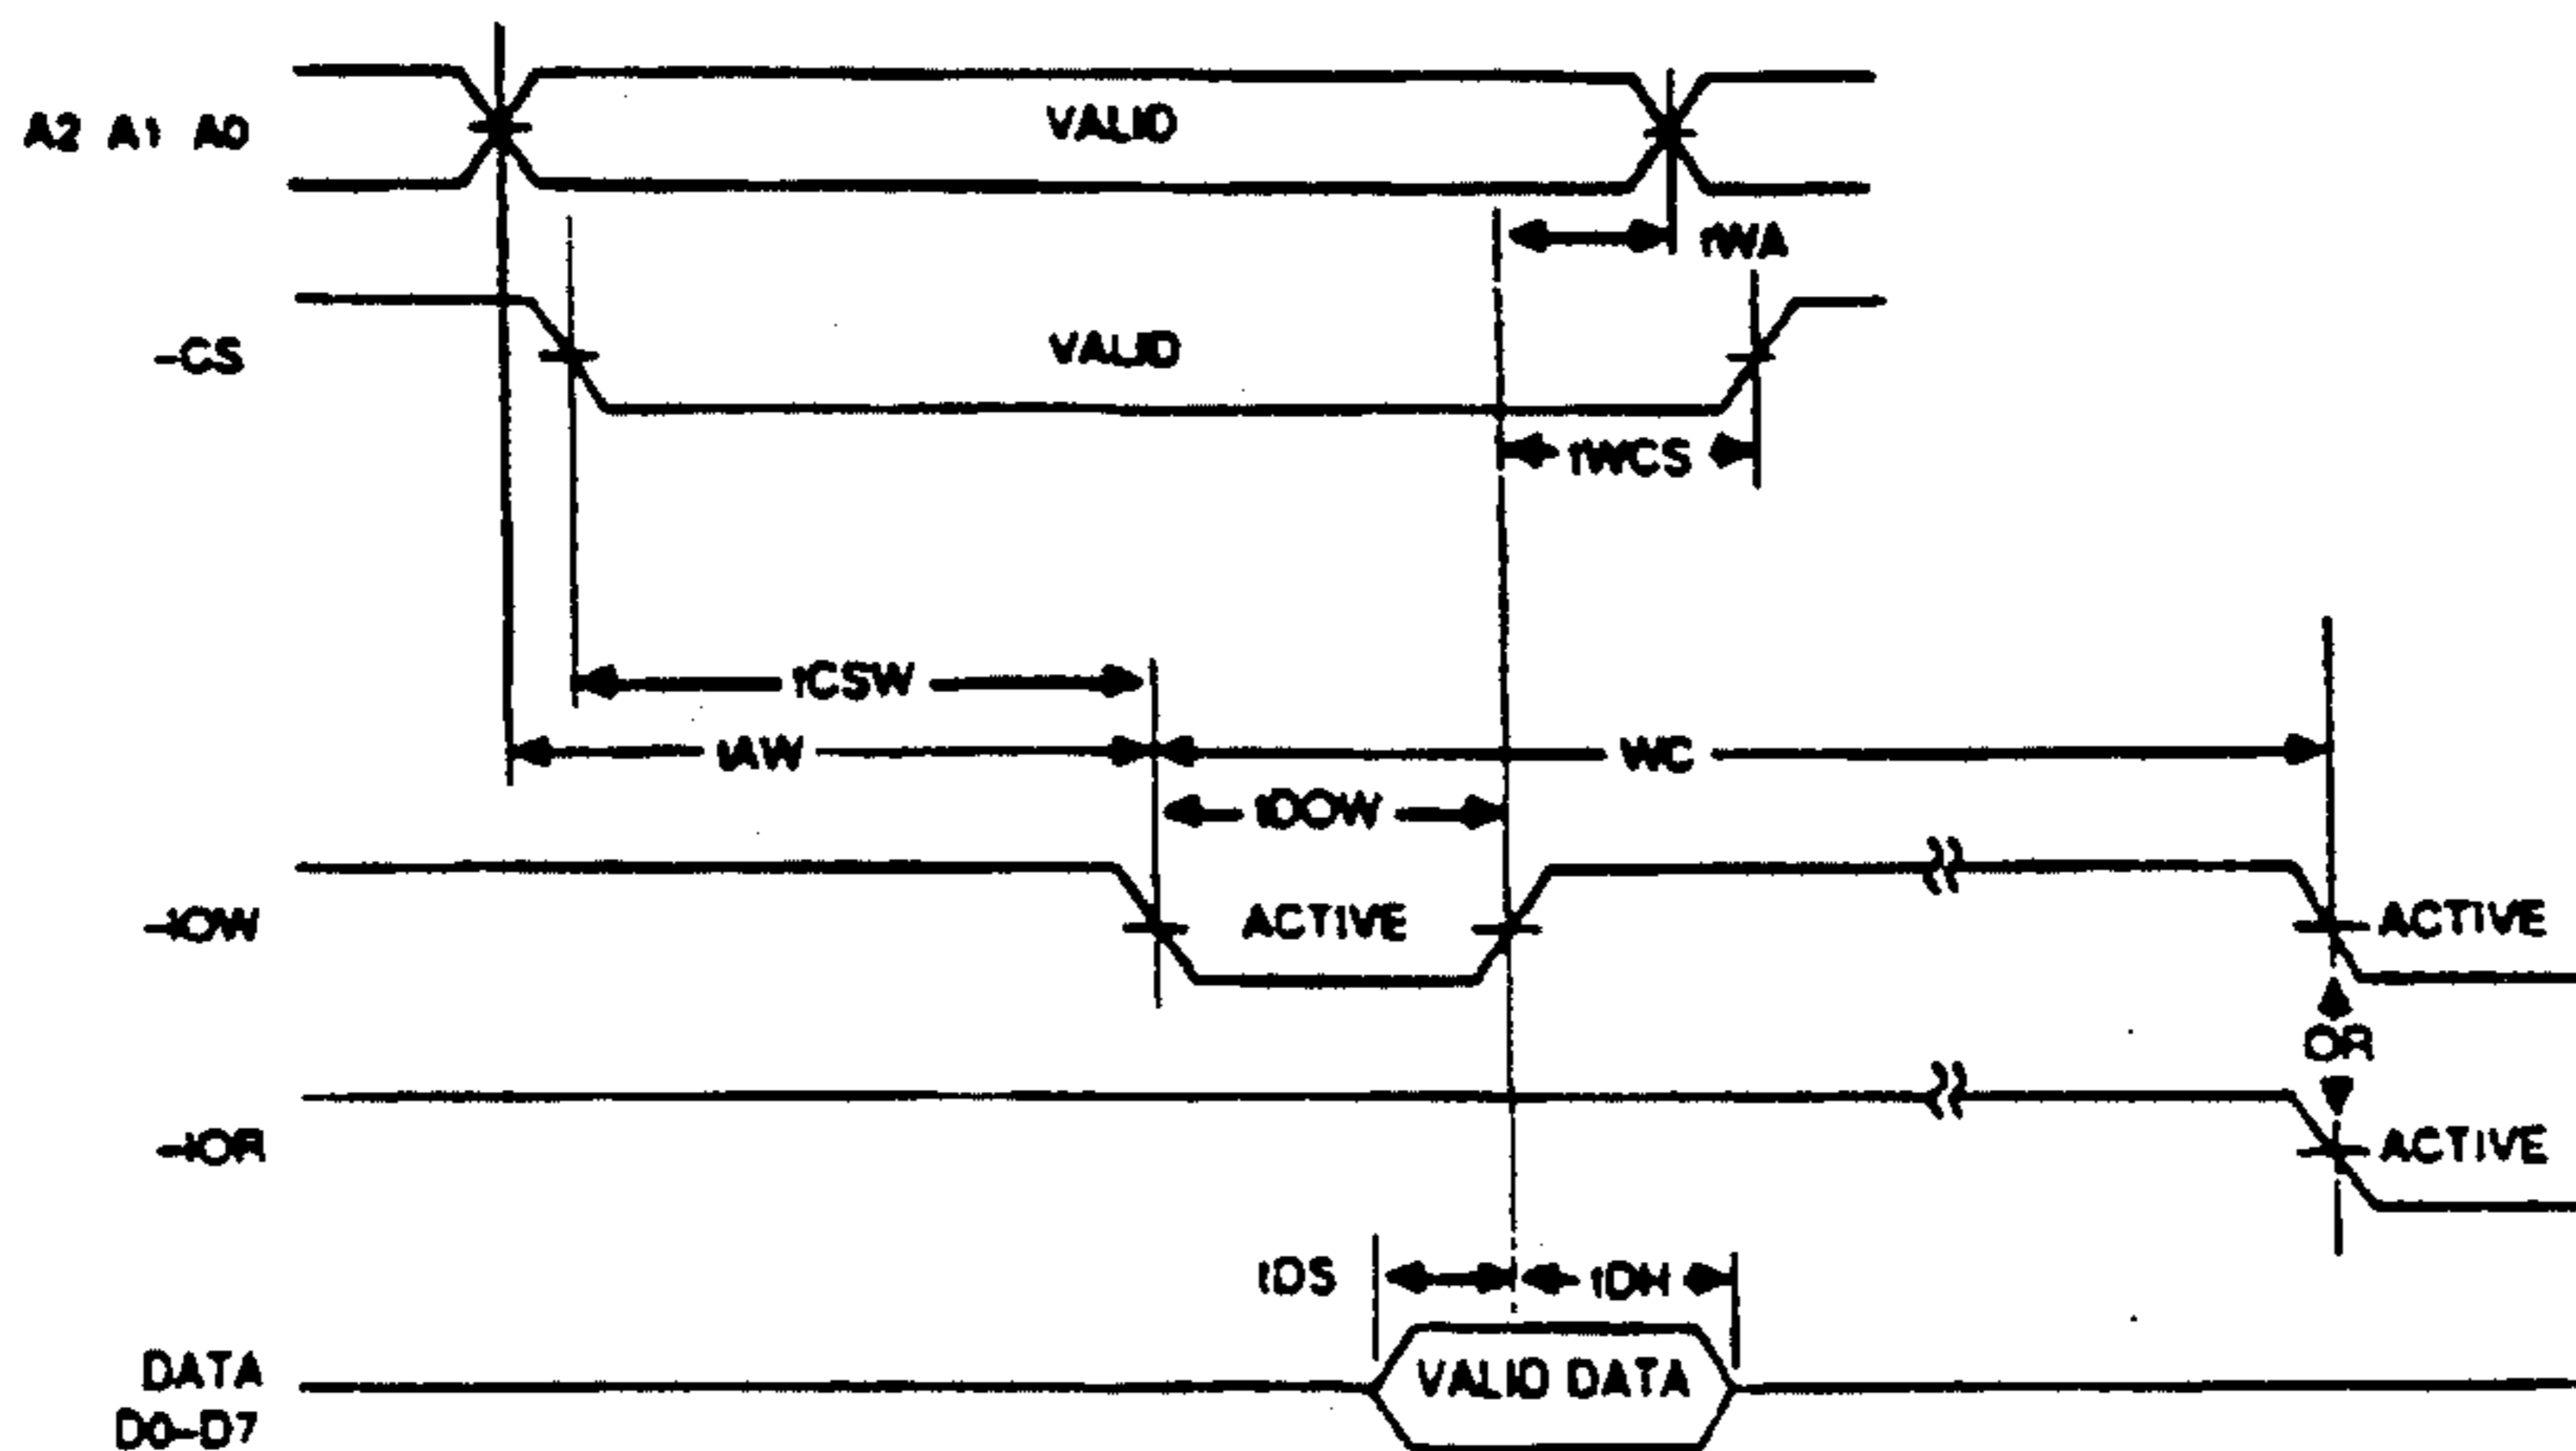 A2 A1 A0
VALID
tWA
-CS
VALID
tWCS
tCSW
tAW
WC
tDOW
-IOW
ACTIVE
ACTIVE
OR
-IOR
ACTIVE
tDS
tDH
DATA
D0-D7
VALID DATA